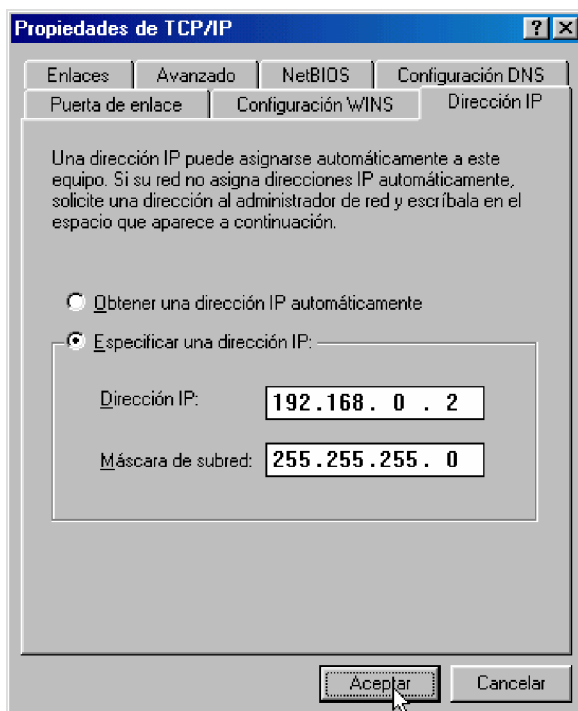 Propiedades de TCP/IP
Enlaces Avanzado NetBIOS Configuración DNS
Puerta de enlace Configuración WINS Dirección IP
Una dirección IP puede asignarse automáticamente a este
equipo. Si su red no asigna direcciones IP automáticamente,
solicite una dirección al administrador de red y escríbala en el
espacio que aparece a continuación.
Obtener una dirección IP automáticamente
Especificar una dirección IP:
Dirección IP: 192.168. 0 . 2
Máscara de subred: 255.255.255. 0
Aceptar Cancelar